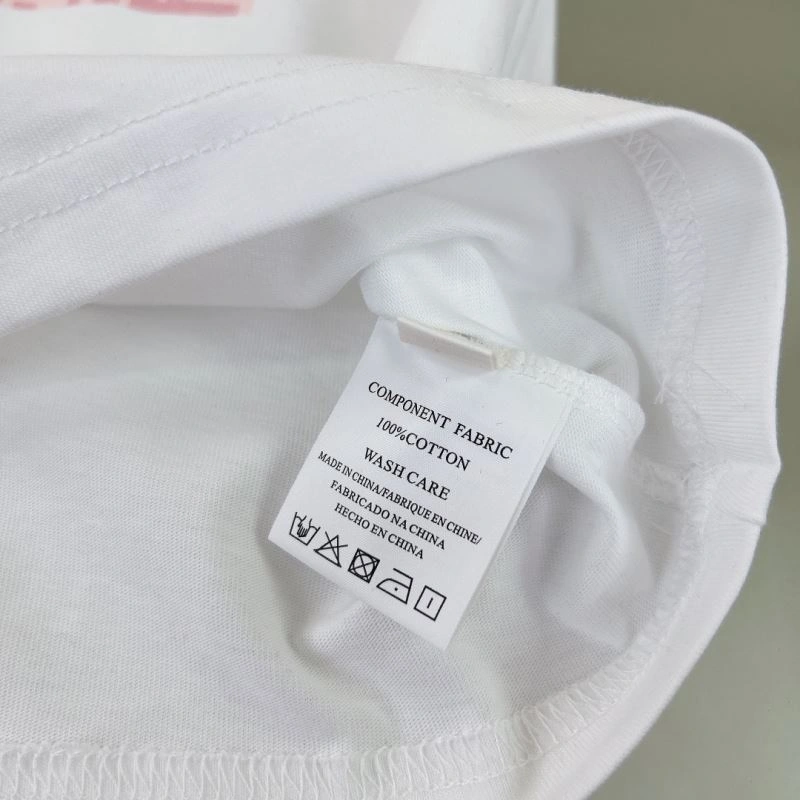 COMPONENT FABRIC
100%COTTON
WASH CARE
MADE IN CHINA/FABRIQUE EN CHINE/
FABRICADO NA CHINA
HECHO EN CHINA